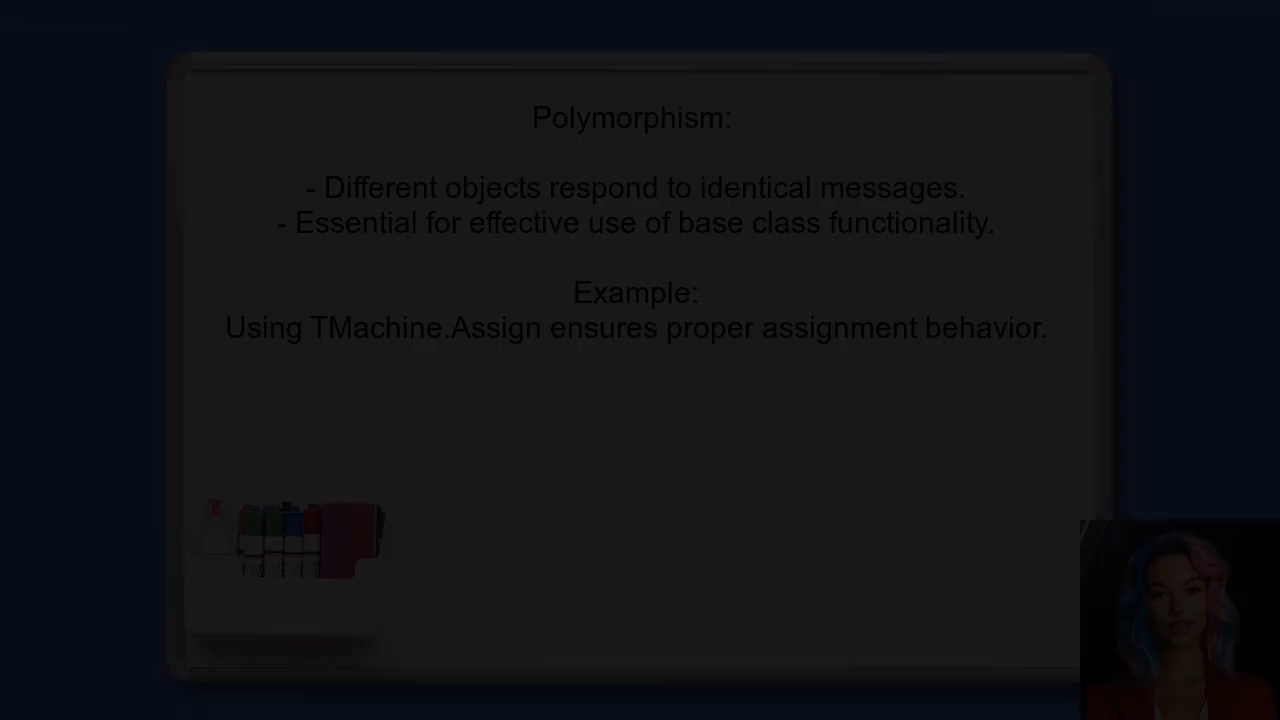 Polymorphism:
- Different objects respond to identical messages.
- Essential for effective use of base class functionality.
Example:
Using TMachine.Assign ensures proper assignment behavior.